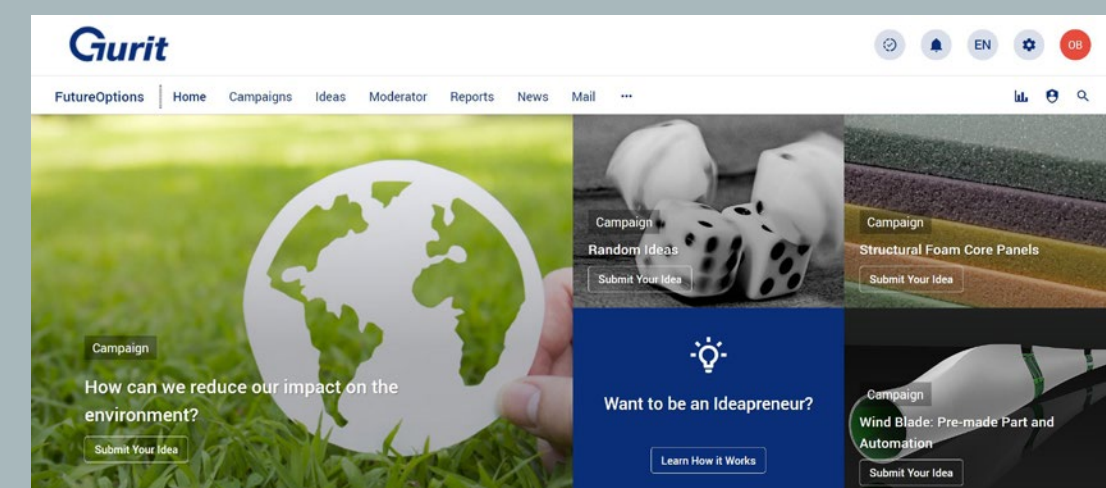 Gurit
EN
OB
FutureOptions Home Campaigns Ideas Moderator Reports News Mail ...
Campaign
How can we reduce our impact on the
environment?
Submit Your Idea
Campaign
Random Ideas
Submit Your Idea
Campaign
Structural Foam Core Panels
Submit Your Idea
Want to be an Ideapreneur?
Learn How it Works
Campaign
Wind Blade: Pre-made Part and
Automation
Submit Your Idea